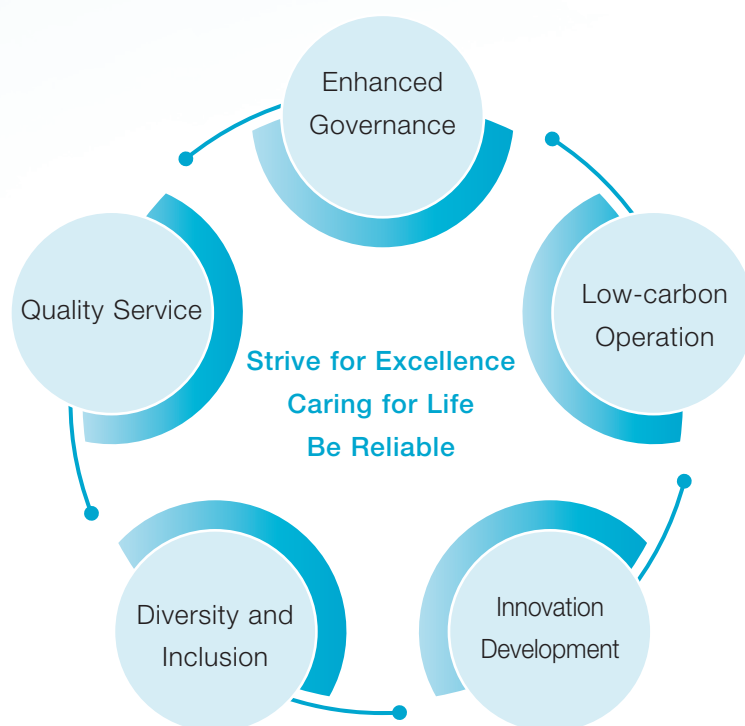 Enhanced
Governance
Quality Service
Low-carbon
Operation
Strive for Excellence
Caring for Life
Be Reliable
Diversity and
Inclusion
Innovation
Development